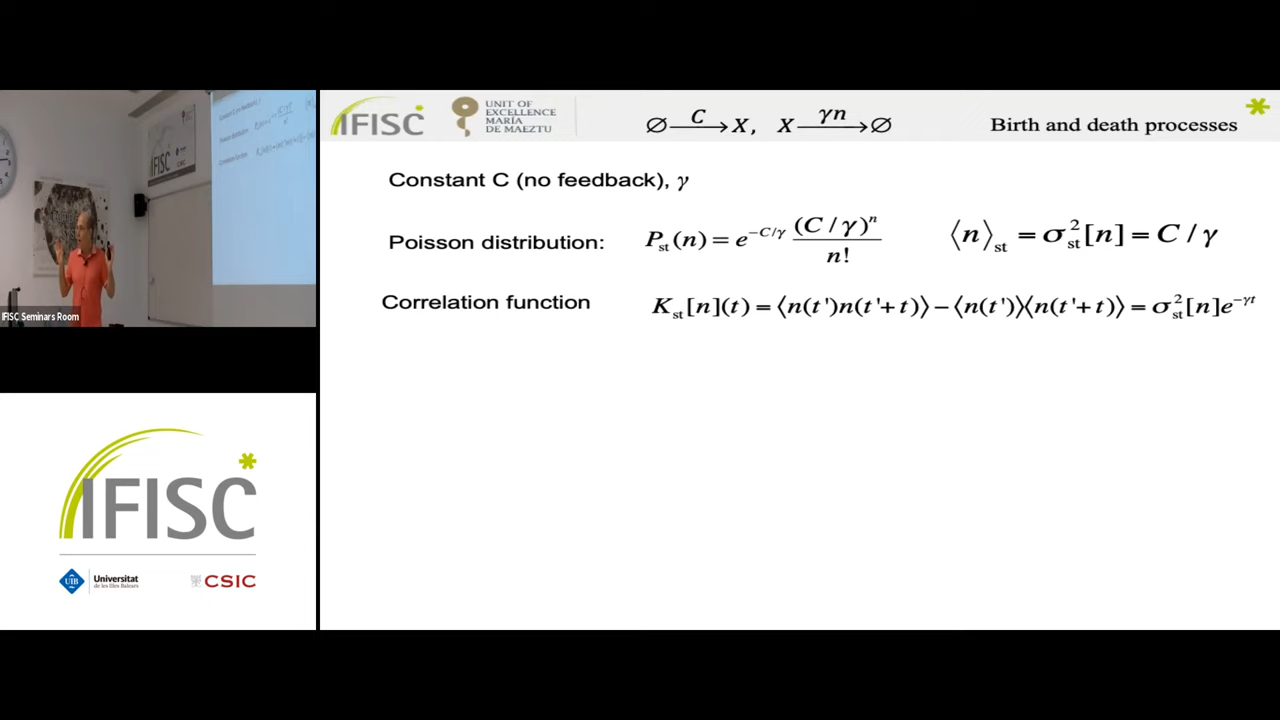 IFISC
UNIT OF
EXCELLENCE
MARÍA
DE MAEZTU
∅ —C→ X, X —γn→ ∅
Birth and death processes
Constant C (no feedback), γ
Poisson distribution: P_st(n) = e^{-C/γ} (C / γ)^n / n! ⟨n⟩_st = σ²_st[n] = C / γ
Correlation function K_st[n](t) = ⟨n(t')n(t'+t)⟩ − ⟨n(t')⟩⟨n(t'+t)⟩ = σ²_st[n]e^{-γt}
IFISC
IFISC Seminars Room
IFISC
UIB Universitat
de les Illes Balears
CSIC